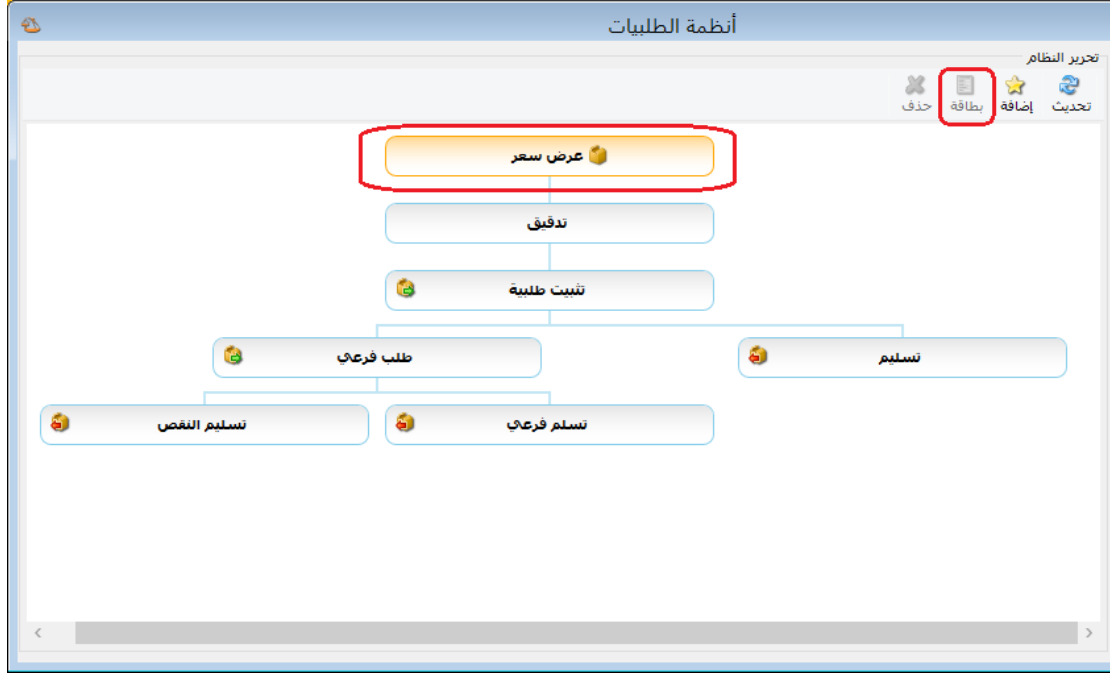 أنظمة الطلبيات
تحرير النظام
تحديث إضافة بطاقة حذف
عرض سعر
تدقيق
تثبيت طلبية
تسليم طلب فرعي
تسلم فرعي تسليم النقص